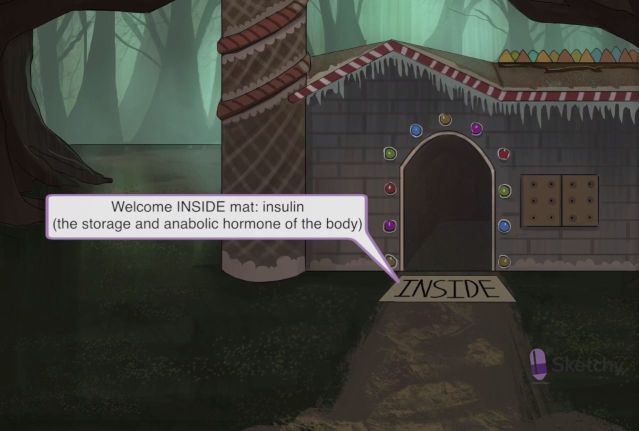 Welcome INSIDE mat: insulin
(the storage and anabolic hormone of the body)
INSIDE
Sketchy